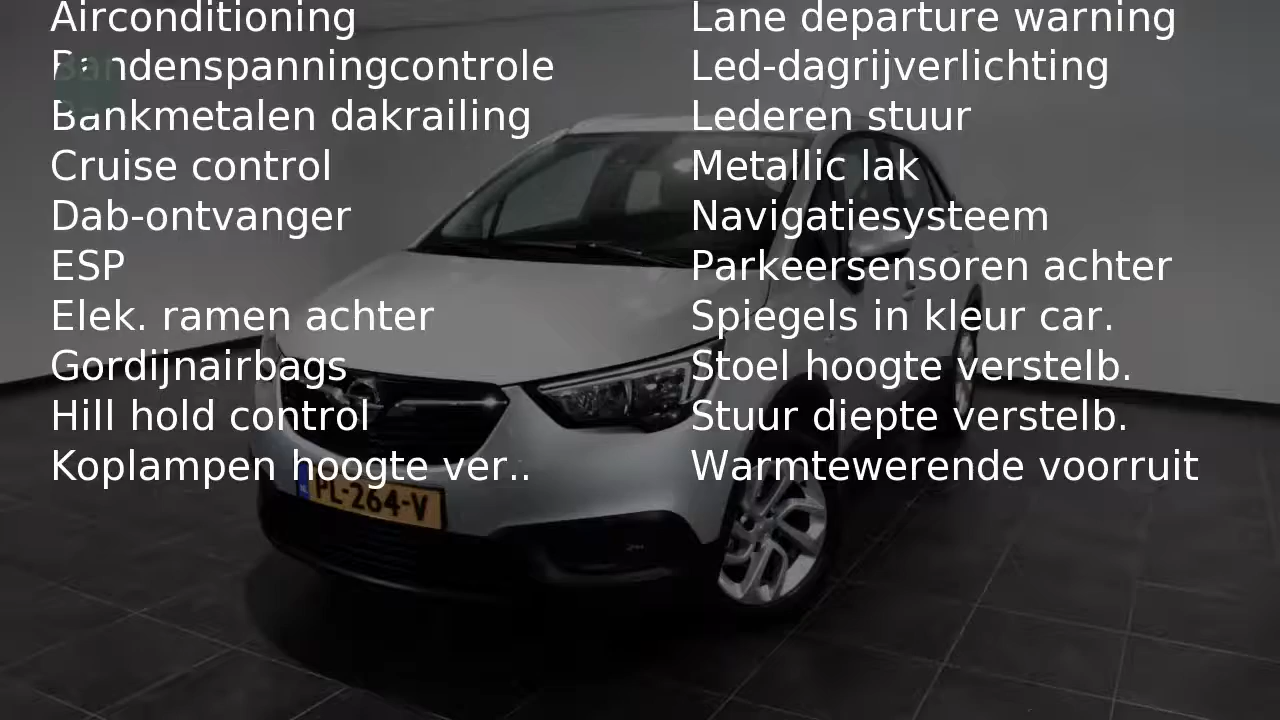 Airconditioning
Bandenspanningcontrole
Bankmetalen dakrailing
Cruise control
Dab-ontvanger
ESP
Elek. ramen achter
Gordijnairbags
Hill hold control
Koplampen hoogte ver..
Lane departure warning
Led-dagrijverlichting
Lederen stuur
Metallic lak
Navigatiesysteem
Parkeersensoren achter
Spiegels in kleur car.
Stoel hoogte verstelb.
Stuur diepte verstelb.
Warmtewerende voorruit
PL-264-V